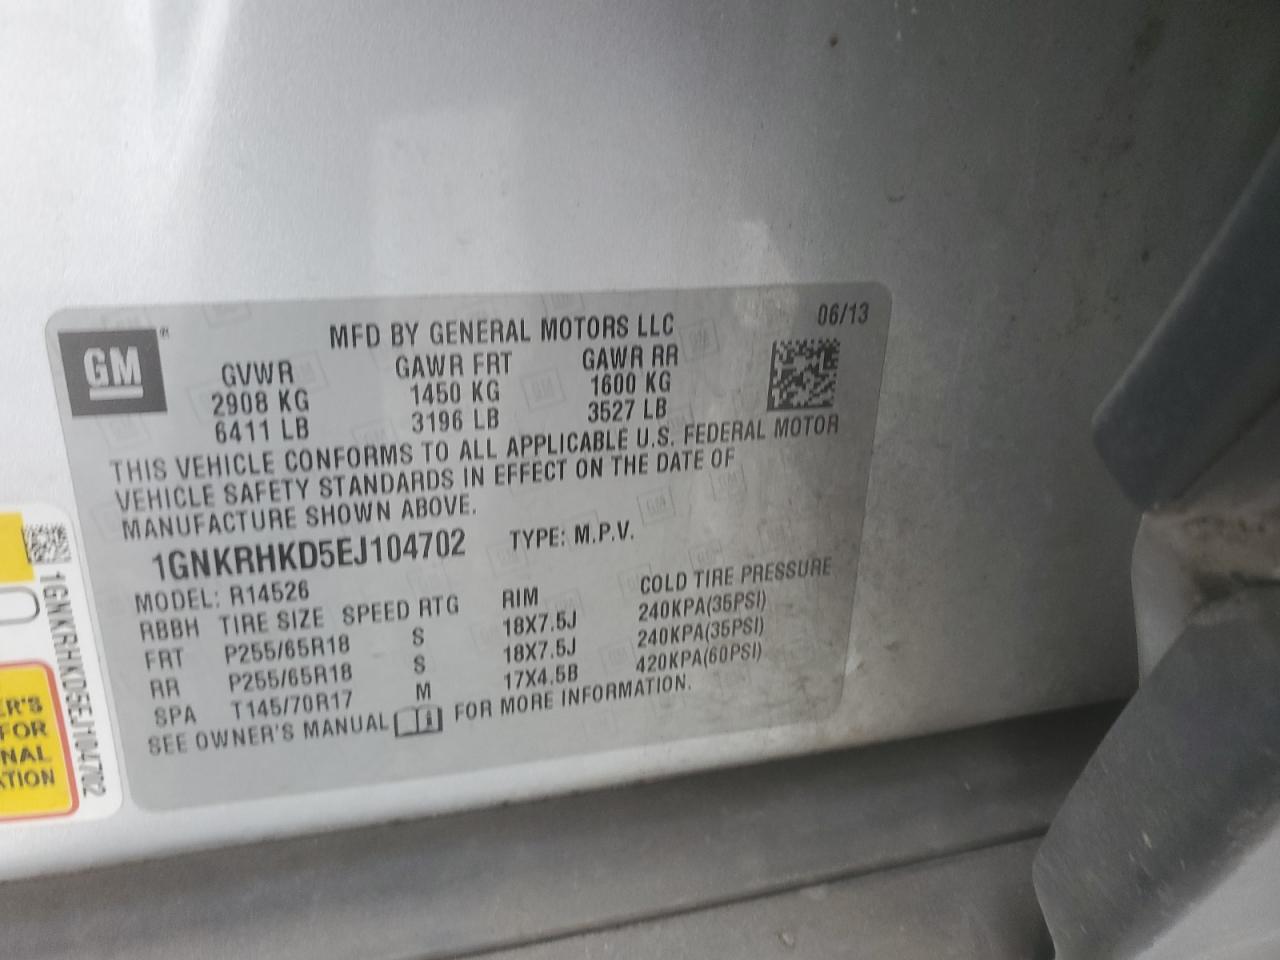 GM
MFD BY GENERAL MOTORS LLC 06/13
GVWR GAWR FRT GAWR RR
2908 KG 1450 KG 1600 KG
6411 LB 3196 LB 3527 LB
THIS VEHICLE CONFORMS TO ALL APPLICABLE U.S. FEDERAL MOTOR
VEHICLE SAFETY STANDARDS IN EFFECT ON THE DATE OF
MANUFACTURE SHOWN ABOVE.
1GNKRHKD5EJ104702 TYPE: M.P.V.
MODEL: R14526
RBBH TIRE SIZE SPEED RTG RIM COLD TIRE PRESSURE
FRT P255/65R18 S 18X7.5J 240KPA(35PSI)
RR P255/65R18 S 18X7.5J 240KPA(35PSI)
SPA T145/70R17 M 17X4.5B 420KPA(60PSI)
SEE OWNER'S MANUAL FOR MORE INFORMATION.
1GNKRHKD5EJ104702
ER'S
FOR
NAL
ATION